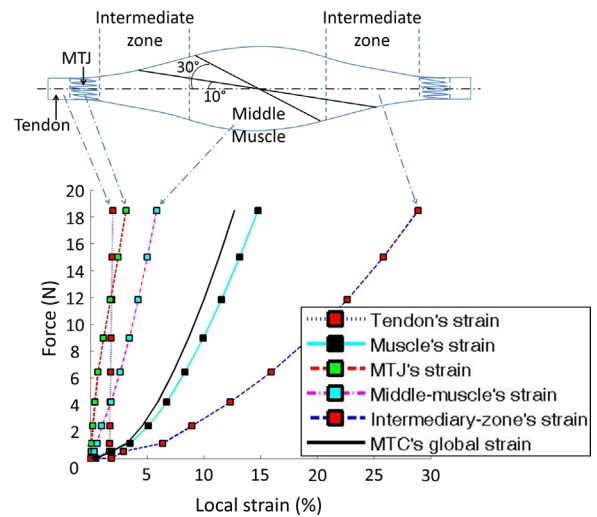 Intermediate zone
Intermediate zone
MTJ
30°
10°
Tendon
Middle Muscle
Force (N)
20
18
16
14
12
10
8
6
4
2
0
5
10
15
20
25
30
Local strain (%)
Tendon's strain
Muscle's strain
MTJ's strain
Middle-muscle's strain
Intermediary-zone's strain
MTC's global strain